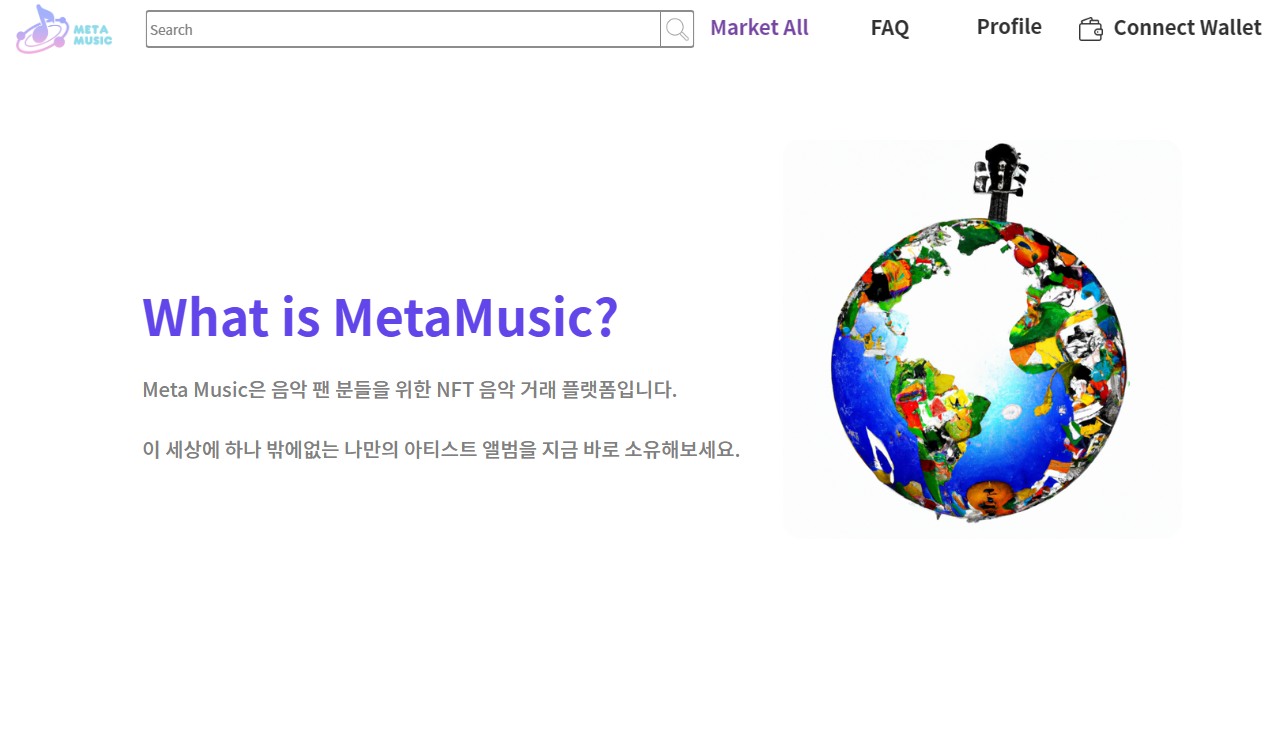 META
MUSIC
Search
Market All
FAQ
Profile
Connect Wallet
What is MetaMusic?
Meta Music은 음악 팬 분들을 위한 NFT 음악 거래 플랫폼입니다.
이 세상에 하나 밖에없는 나만의 아티스트 앨범을 지금 바로 소유해보세요.